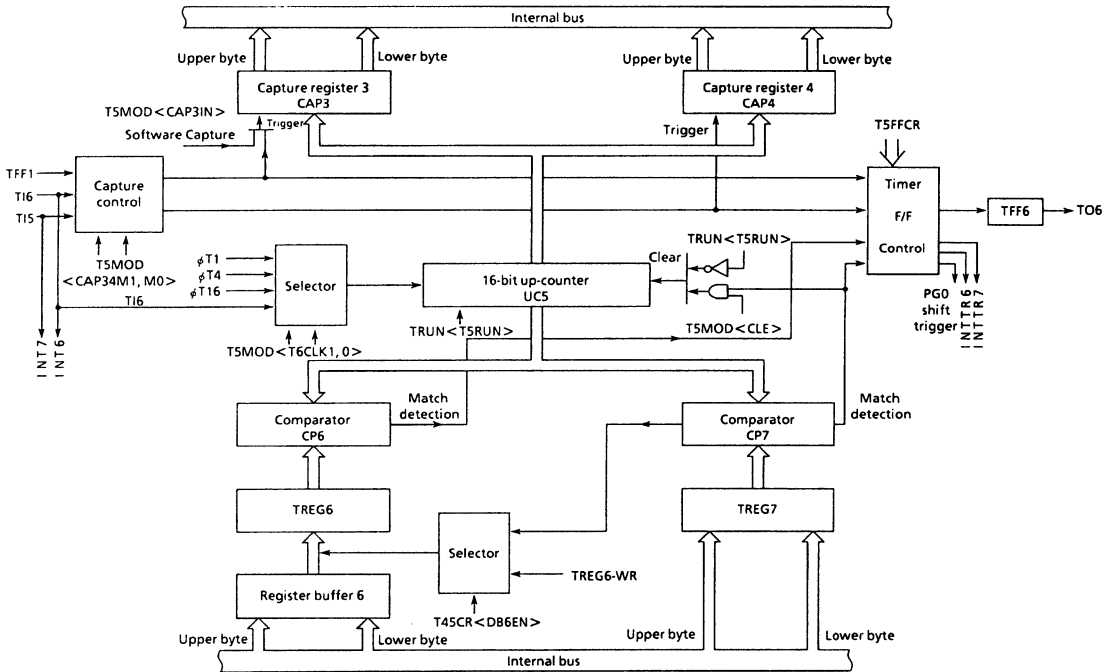 Internal bus
Upper byte
Lower byte
Upper byte
Lower byte
Capture register 3
CAP3
Capture register 4
CAP4
T5MOD<CAP3IN>
Trigger
Software Capture
Trigger
T5FFCR
TFF1
TI6
TI5
Capture
control
Timer
F/F
Control
TFF6
TO6
T5MOD
<CAP34M1, M0>
TI6
φT1
φT4
φT16
Selector
16-bit up-counter
UC5
Clear
TRUN<T5RUN>
T5MOD<CLE>
TRUN<T5RUN>
T5MOD<T6CLK1, 0>
INT7
INT6
PG0
shift
trigger
INTTR6
INTTR7
Match
detection
Match
detection
Comparator
CP6
Comparator
CP7
TREG6
TREG7
Selector
TREG6-WR
Register buffer 6
T45CR<DB6EN>
Upper byte
Lower byte
Upper byte
Lower byte
Internal bus